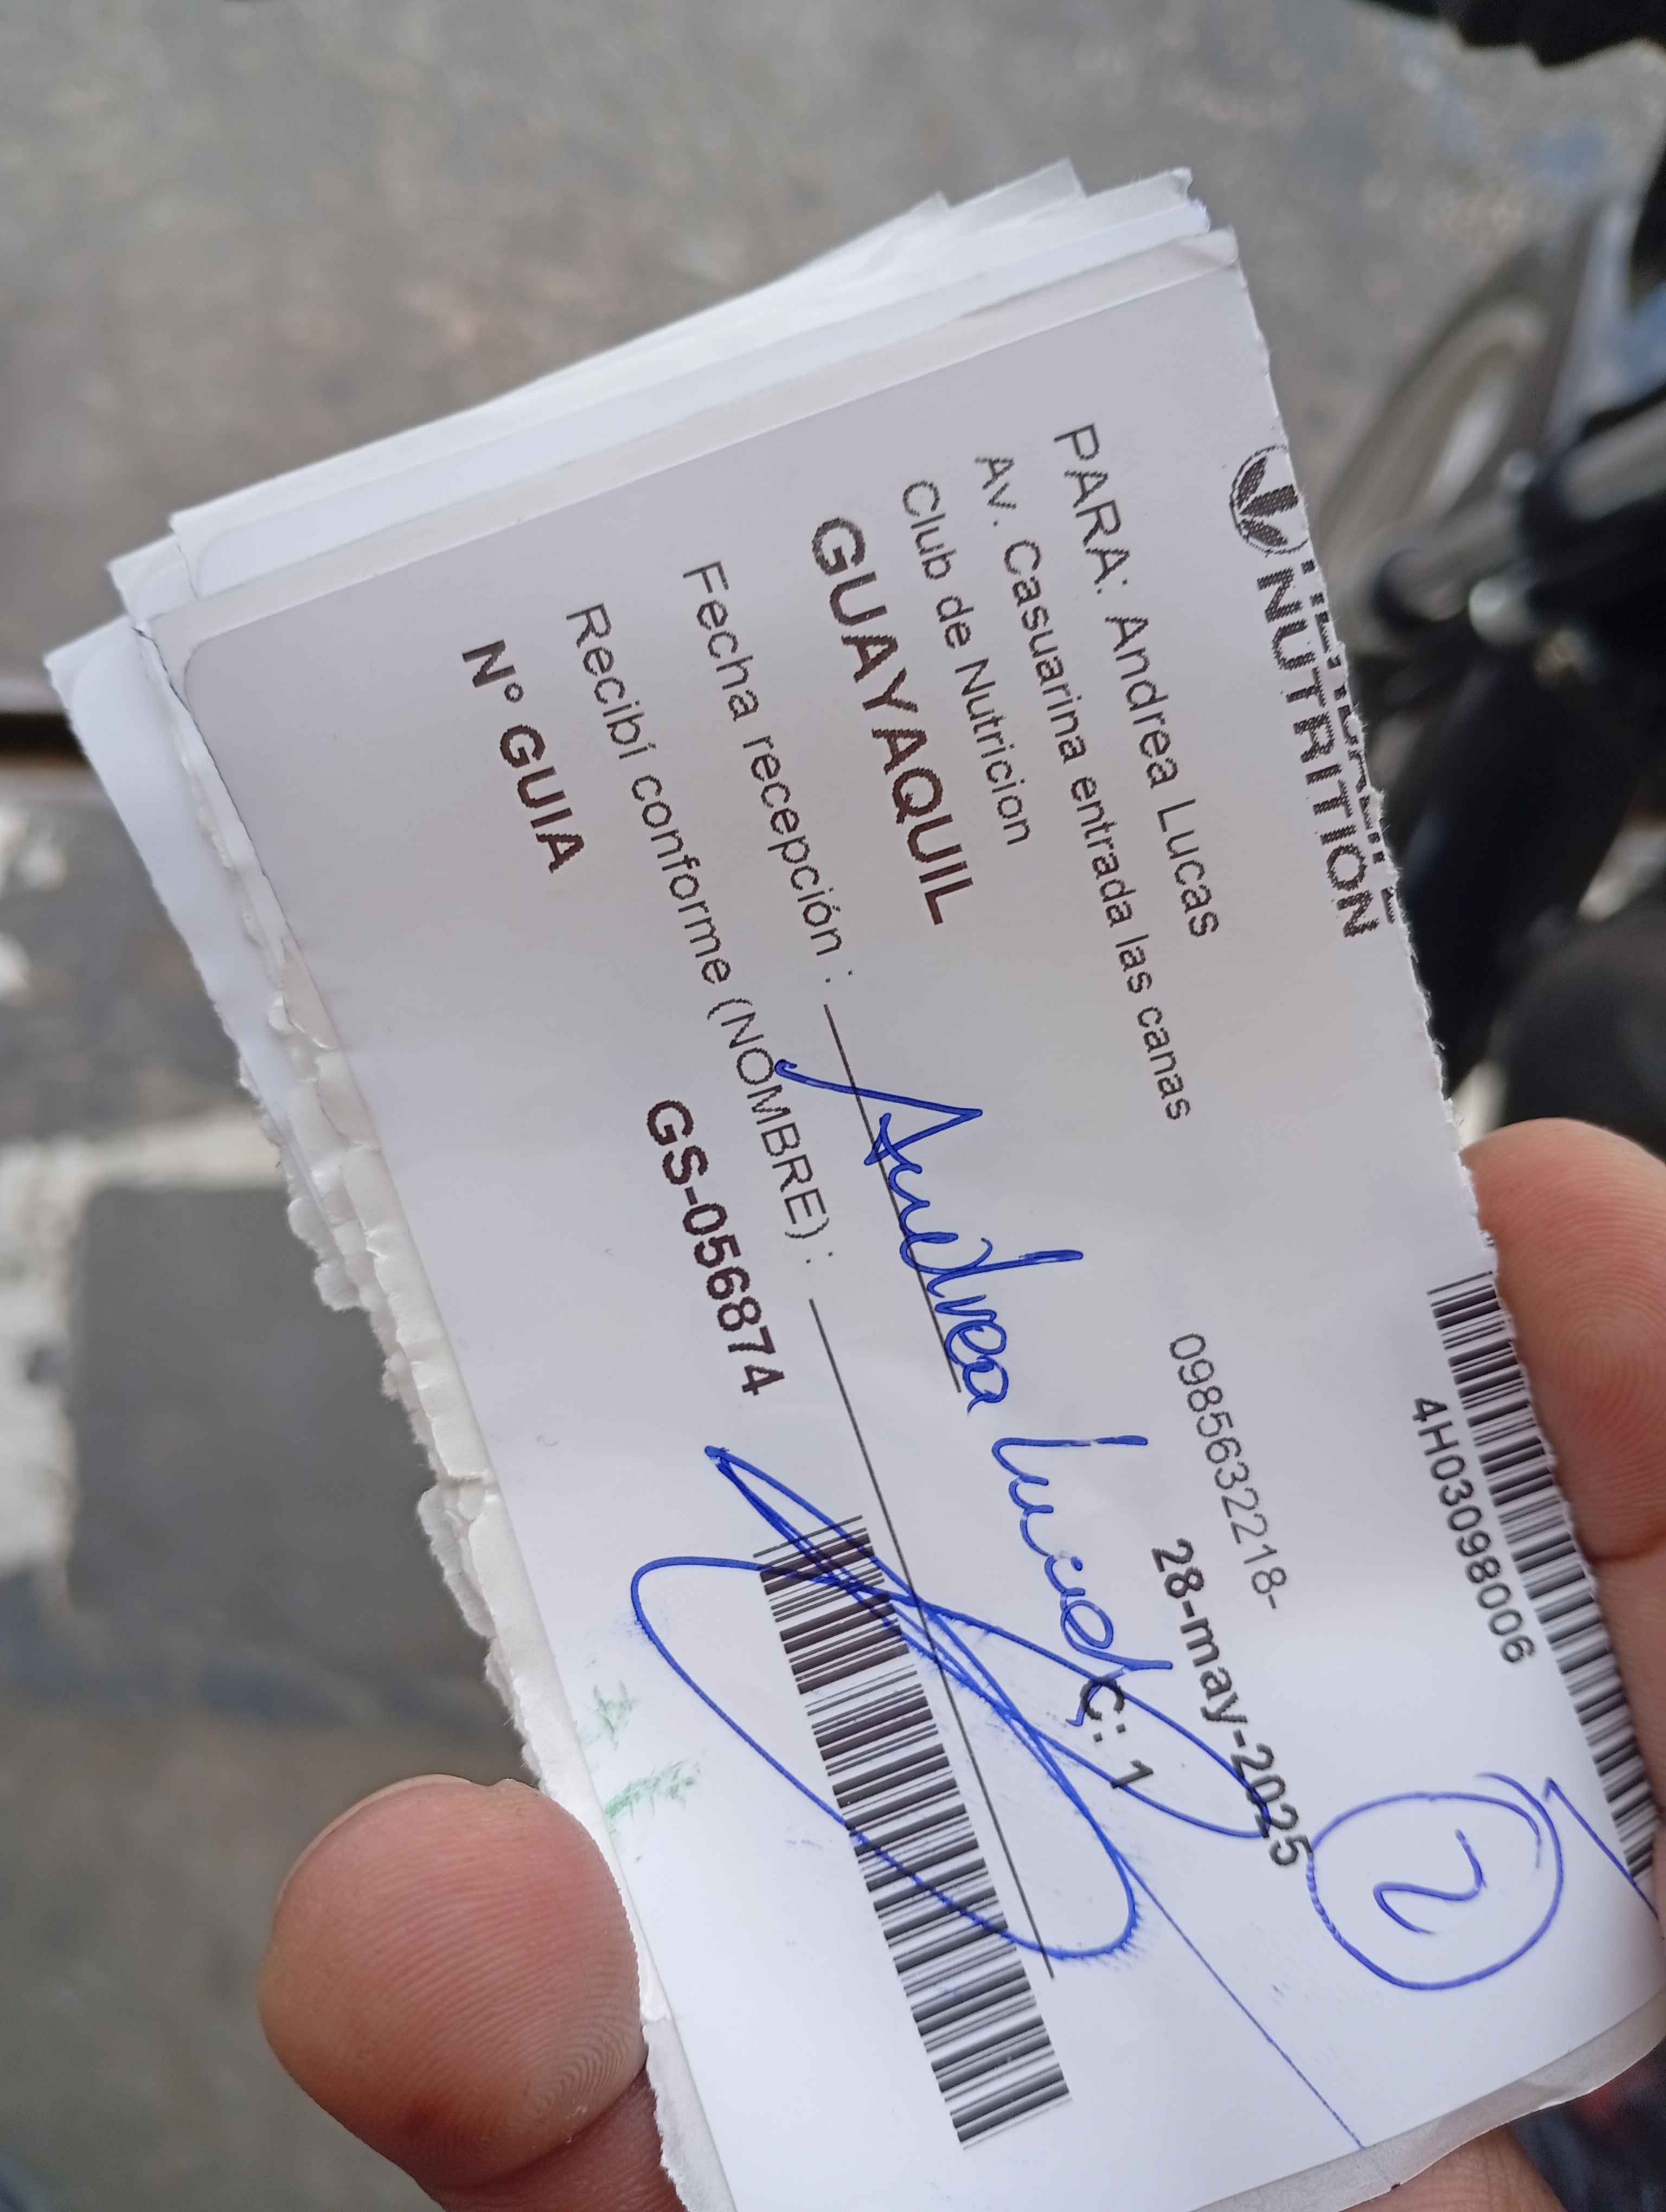 NUTRITION
4H03098006
PARA: Andrea Lucas
0985632218-
Av. Casuarina entrada las canas
28-may-2025
2
Club de Nutricion
GUAYAQUIL
C: 1
Fecha recepción :
Andrea Lucas
Recibí conforme (NOMBRE) :
N° GUIA
GS-056874